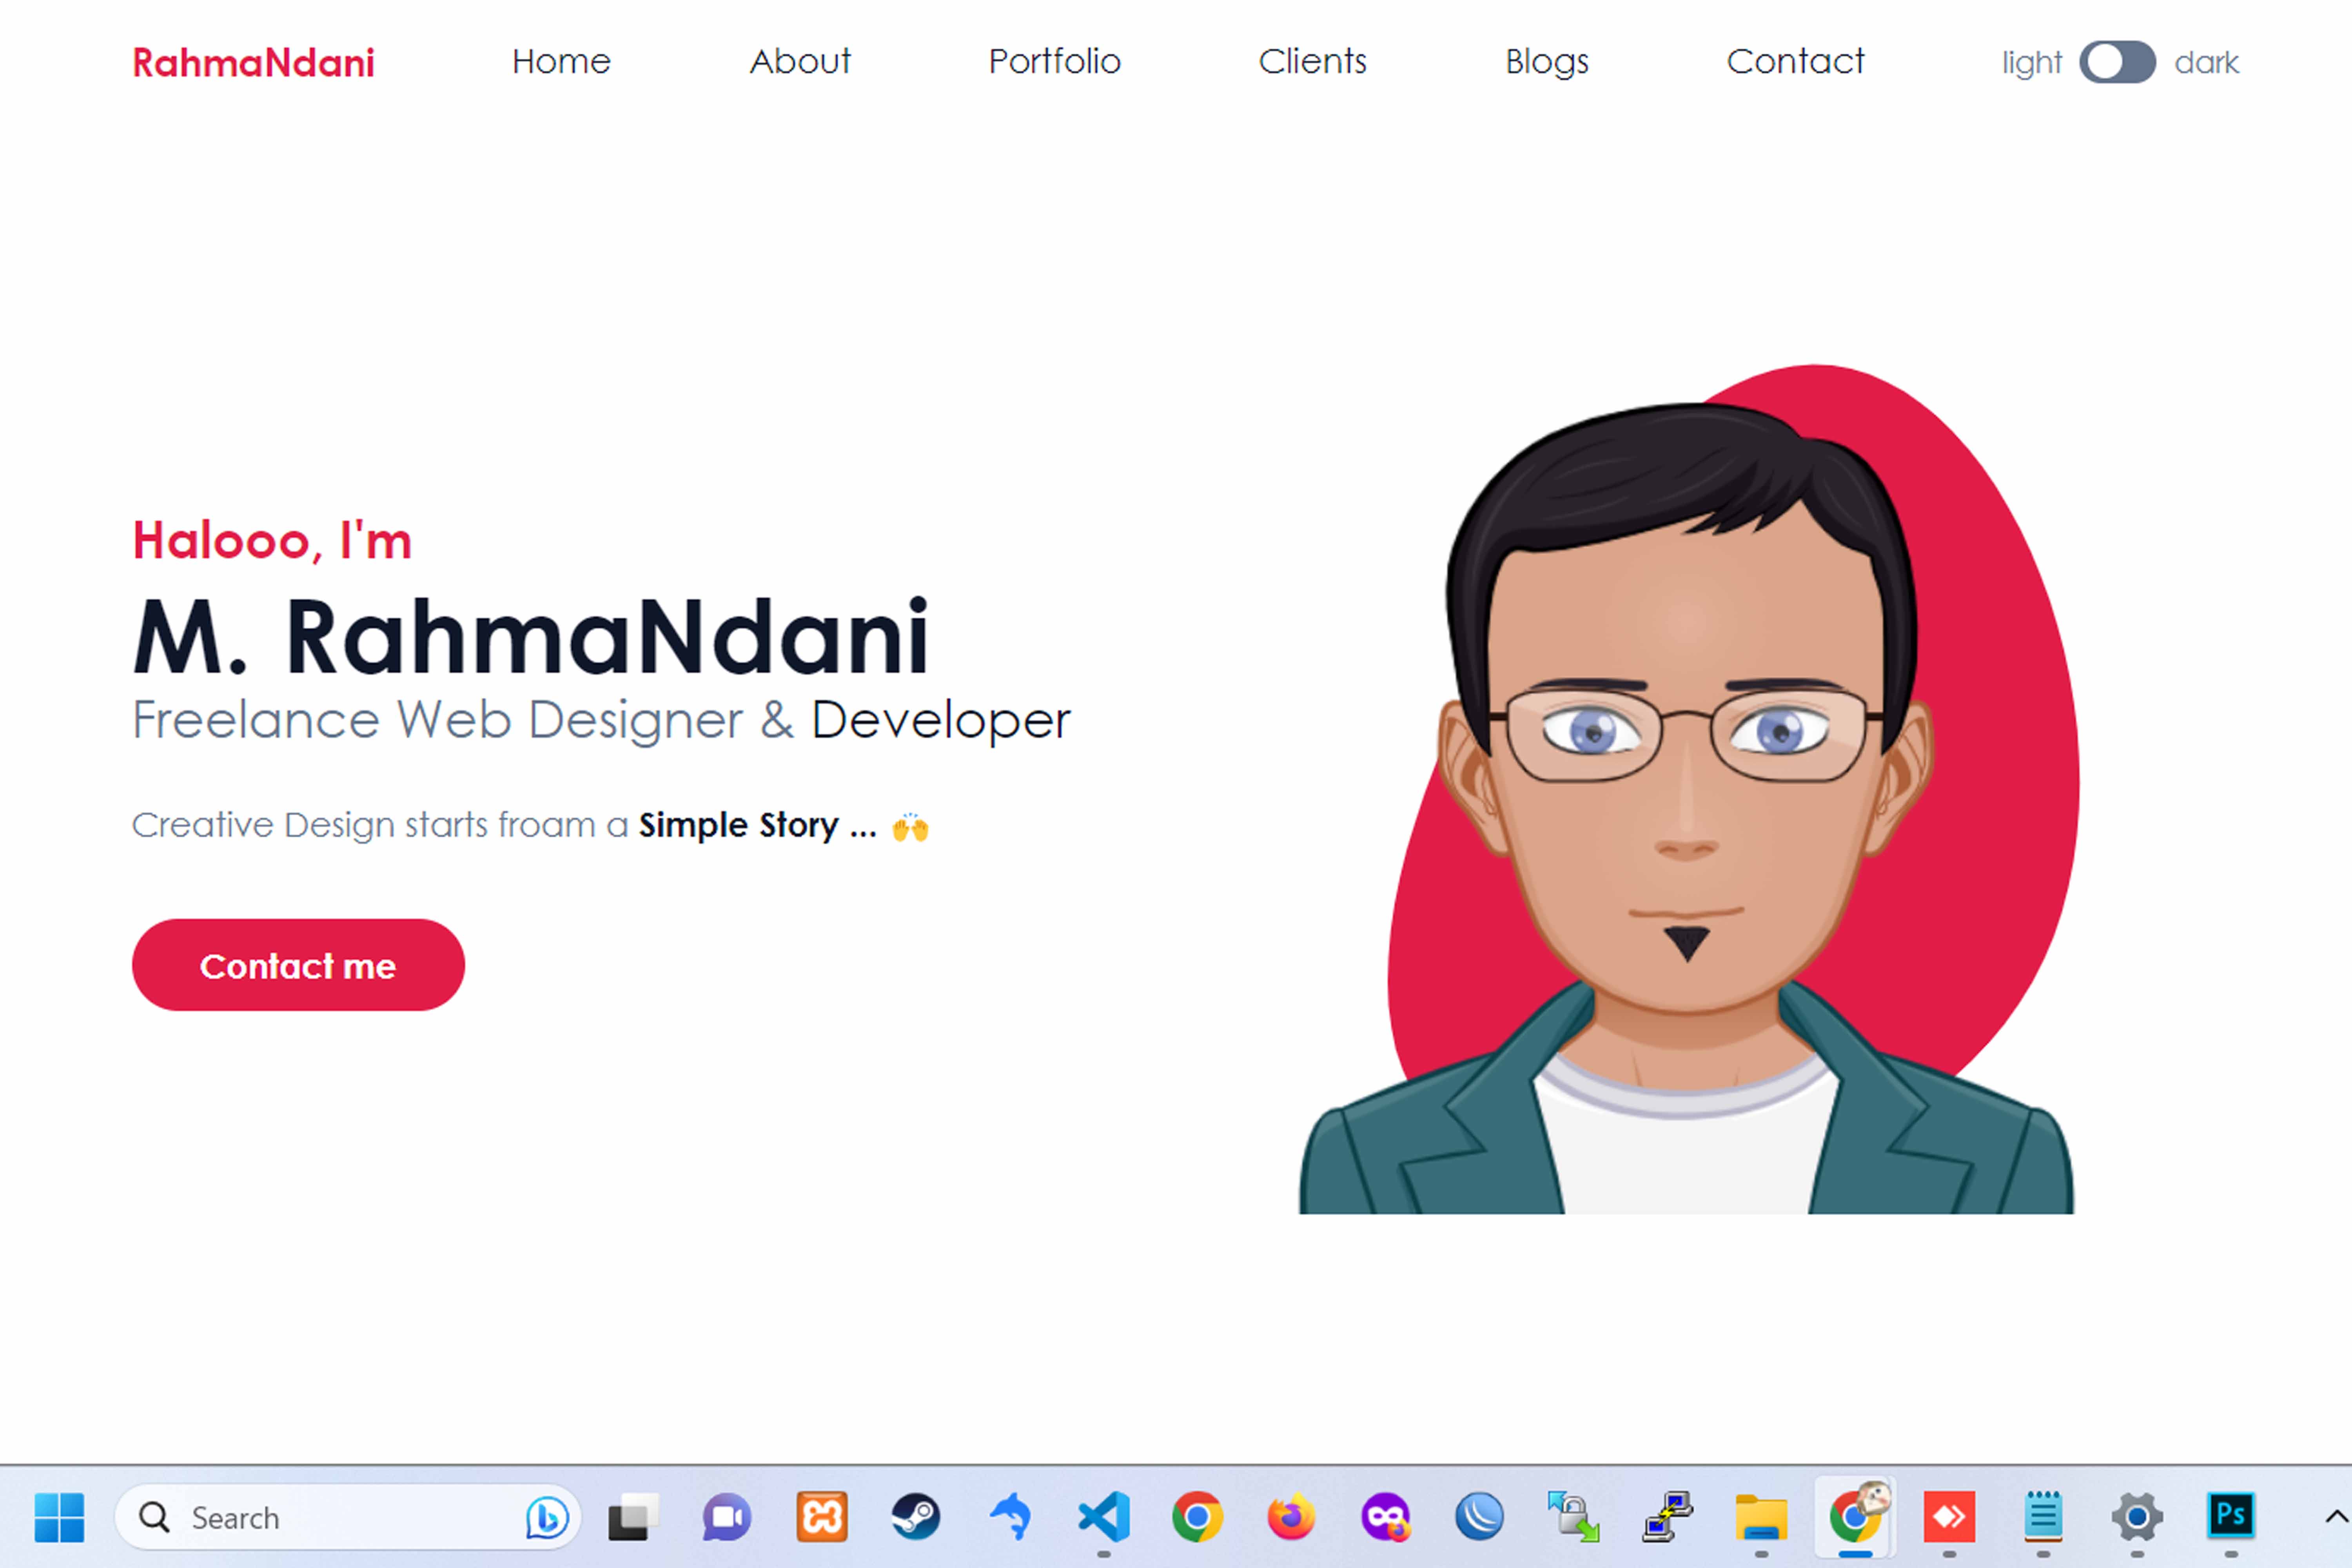 RahmaNdani Home About Portfolio Clients Blogs Contact light dark
Halooo, I'm
M. RahmaNdani
Freelance Web Designer & Developer
Creative Design starts froam a Simple Story ... 🙌
Contact me
Search
Ps